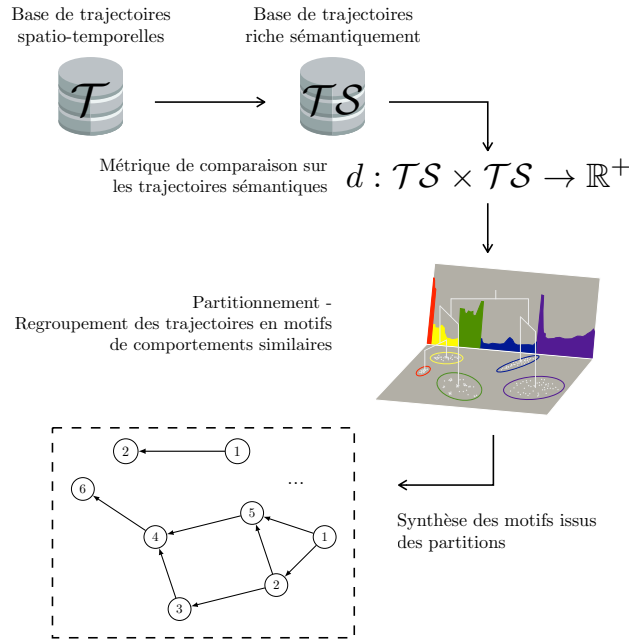 Base de trajectoires
spatio-temporelles
Base de trajectoires
riche sémantiquement
𝒯
𝒯𝒮
Métrique de comparaison sur
les trajectoires sémantiques
d : 𝒯𝒮 × 𝒯𝒮 → ℝ⁺
Partitionnement -
Regroupement des trajectoires en motifs
de comportements similaires
2
1
...
6
5
4
1
2
3
Synthèse des motifs issus
des partitions